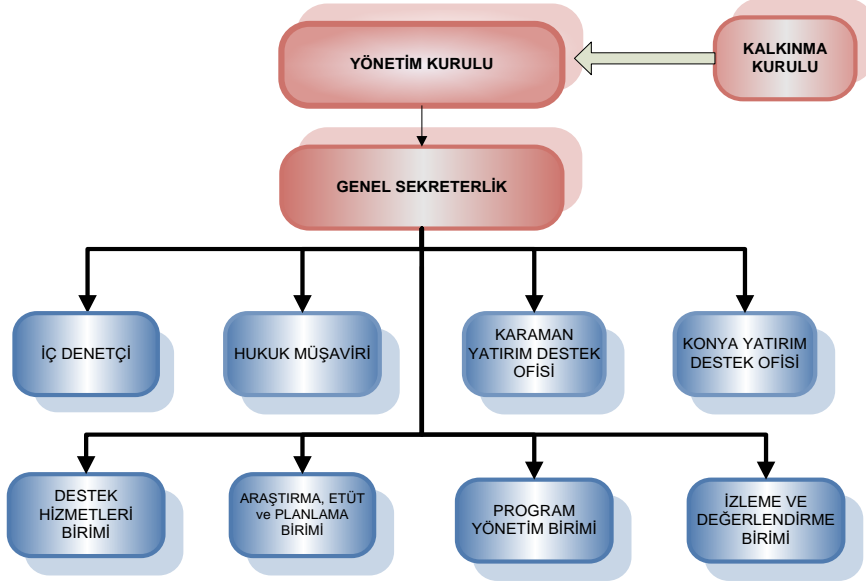 YÖNETİM KURULU
KALKINMA
KURULU
GENEL SEKRETERLİK
İÇ DENETÇİ
HUKUK MÜŞAVİRİ
KARAMAN
YATIRIM DESTEK
OFİSİ
KONYA YATIRIM
DESTEK OFİSİ
DESTEK
HİZMETLERİ
BİRİMİ
ARAŞTIRMA, ETÜT
ve PLANLAMA
BİRİMİ
PROGRAM
YÖNETİM BİRİMİ
İZLEME VE
DEĞERLENDİRME
BİRİMİ